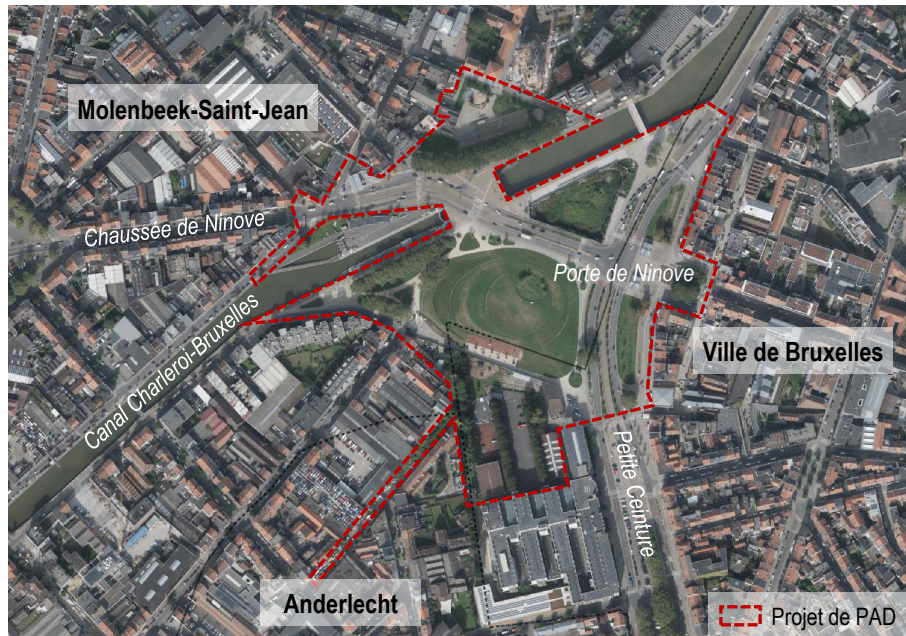 Molenbeek-Saint-Jean
Chaussée de Ninove
Porte de Ninove
Ville de Bruxelles
Canal Charleroi-Bruxelles
Petite Ceinture
Anderlecht
Projet de PAD